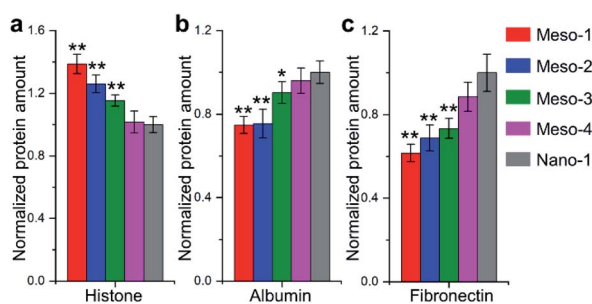 a
Normalized protein amount
1.6
1.2
0.8
0.4
0.0
**
**
**
Histone
b
Normalized protein amount
1.2
0.8
0.4
0.0
**
**
*
Albumin
c
Normalized protein amount
1.2
0.8
0.4
0.0
**
**
**
Fibronectin
Meso-1
Meso-2
Meso-3
Meso-4
Nano-1